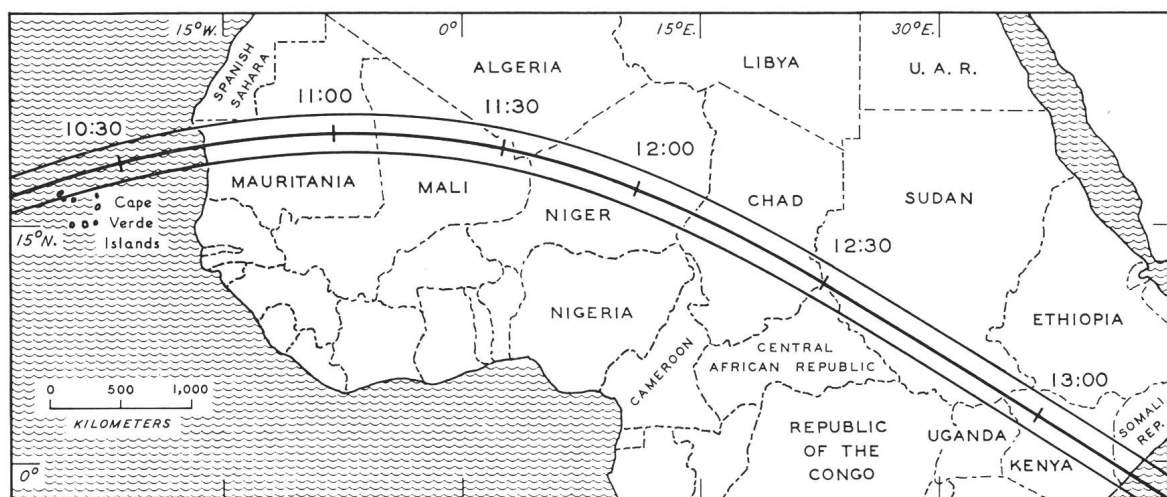 15°W.
0°
15°E.
30°E.
SPANISH
SAHARA
ALGERIA
LIBYA
U. A. R.
10:30
11:00
11:30
12:00
MAURITANIA
MALI
NIGER
CHAD
SUDAN
Cape
Verde
Islands
15°N.
12:30
NIGERIA
ETHIOPIA
CAMEROON
CENTRAL
AFRICAN REPUBLIC
13:00
0 500 1,000
KILOMETERS
REPUBLIC
OF THE
CONGO
UGANDA
KENYA
SOMALI
REP.
0°